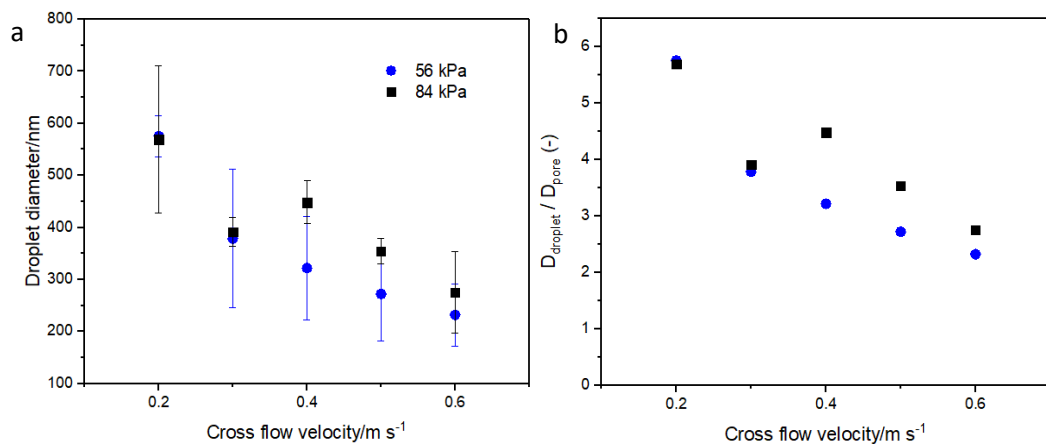 a
800
700
600
500
400
300
200
100
Droplet diameter/nm
56 kPa
84 kPa
0.2
0.4
0.6
Cross flow velocity/m s⁻¹
b
6
5
4
3
2
1
0
D_droplet / D_pore (-)
0.2
0.4
0.6
Cross flow velocity/m s⁻¹